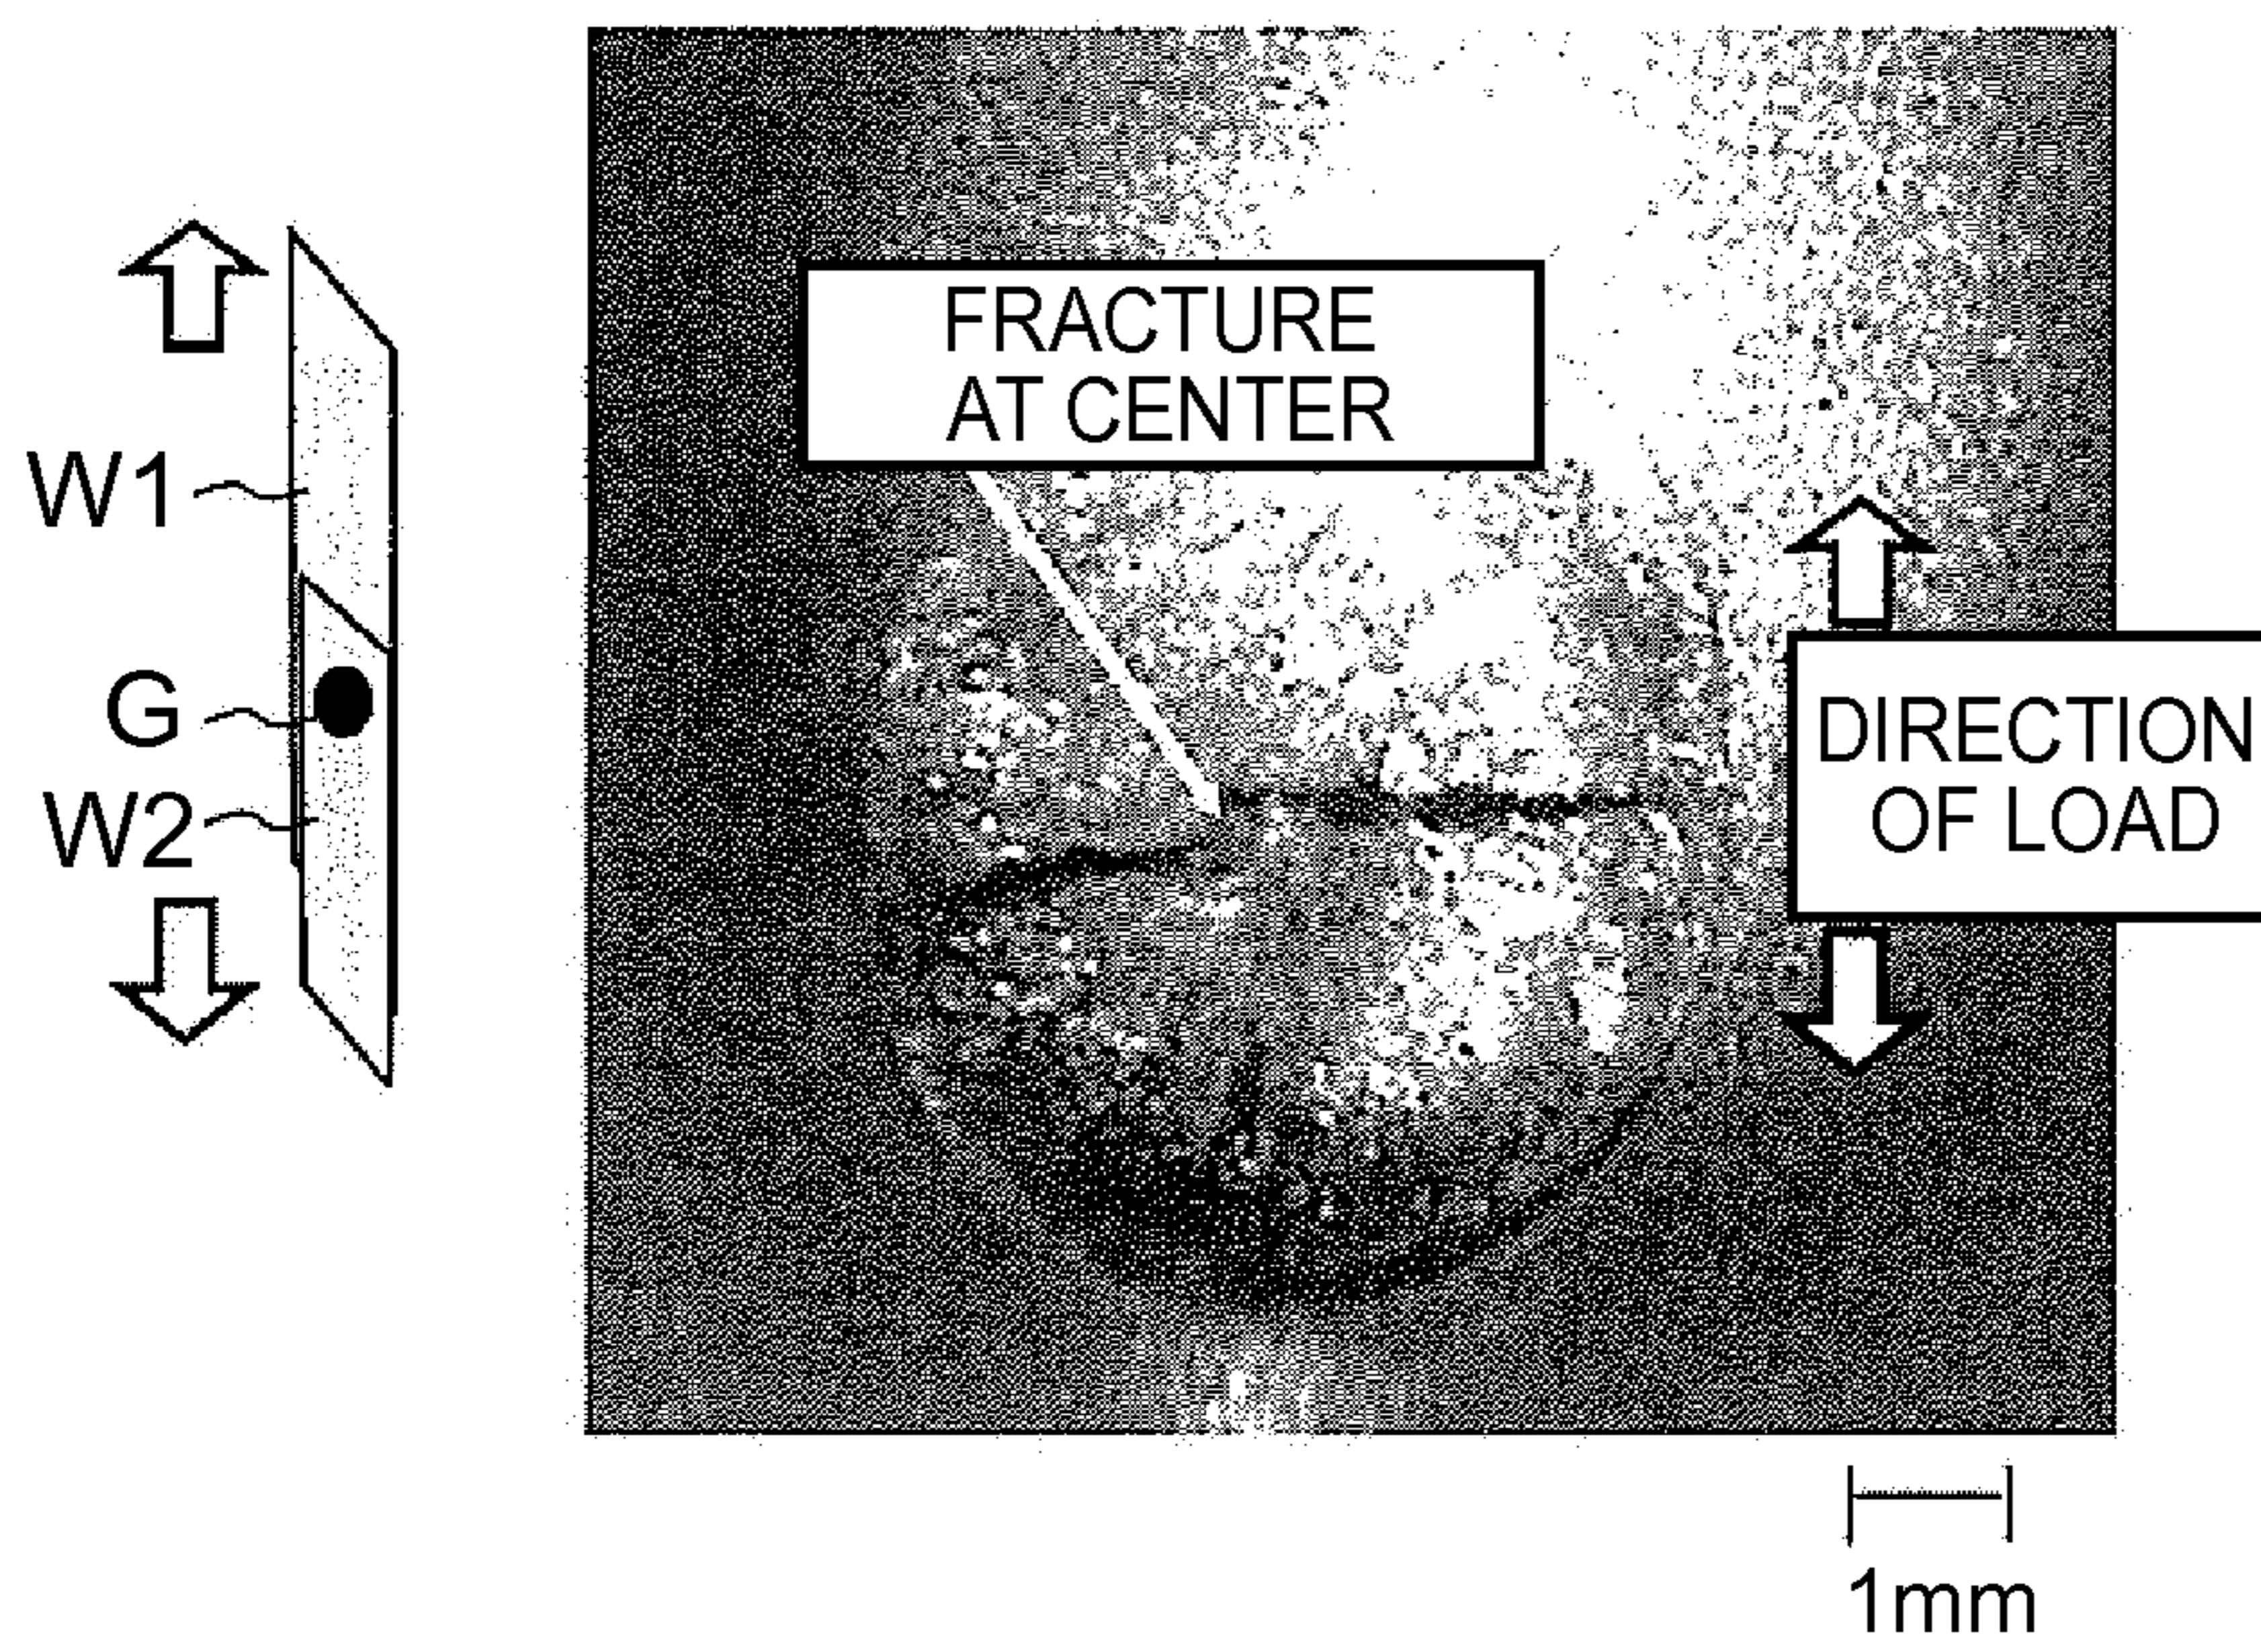 FRACTURE
AT CENTER
W1
G
W2
DIRECTION
OF LOAD
1mm